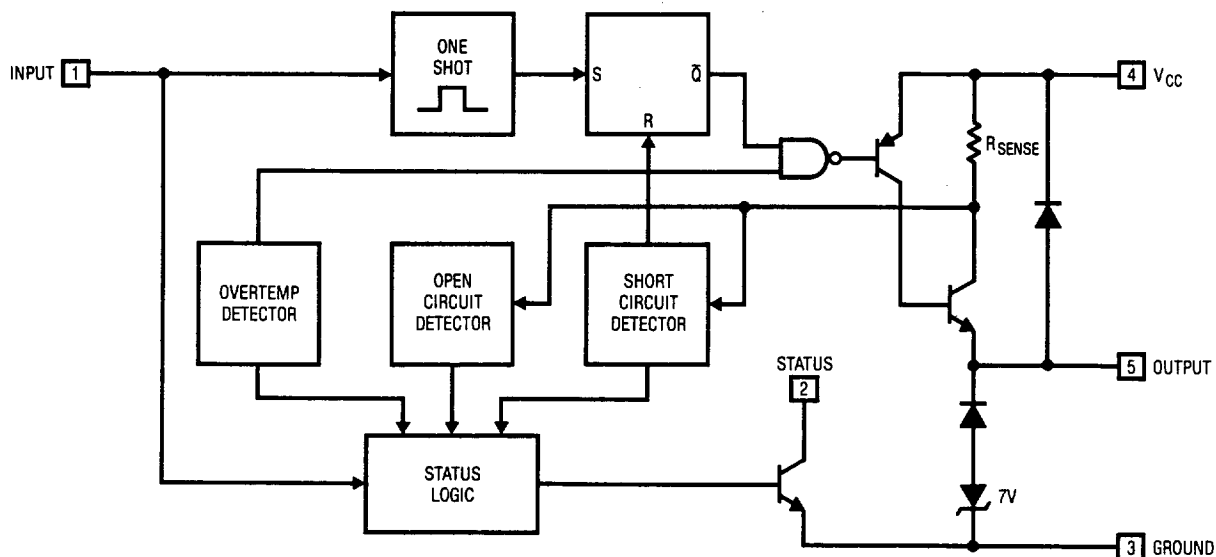 INPUT 1
ONE
SHOT
S
Q̄
R
4 VCC
RSENSE
OVERTEMP
DETECTOR
OPEN
CIRCUIT
DETECTOR
SHORT
CIRCUIT
DETECTOR
STATUS
2
5 OUTPUT
STATUS
LOGIC
7V
3 GROUND